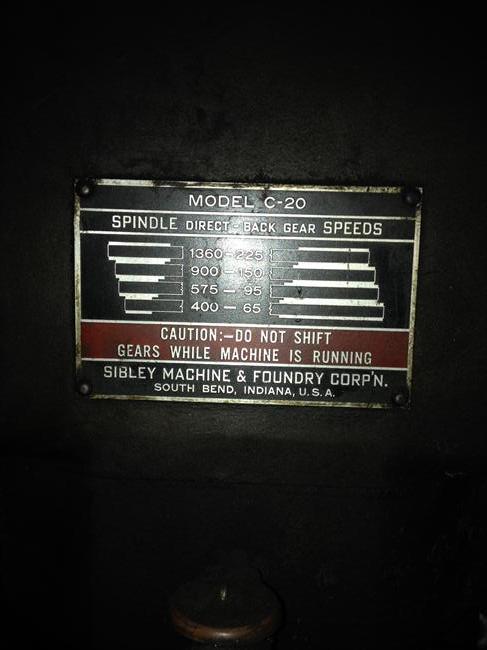 MODEL C-20
SPINDLE DIRECT - BACK GEAR SPEEDS
1360-225
900-150
575-95
400-65
CAUTION:-DO NOT SHIFT
GEARS WHILE MACHINE IS RUNNING
SIBLEY MACHINE & FOUNDRY CORP'N.
SOUTH BEND, INDIANA, U.S.A.